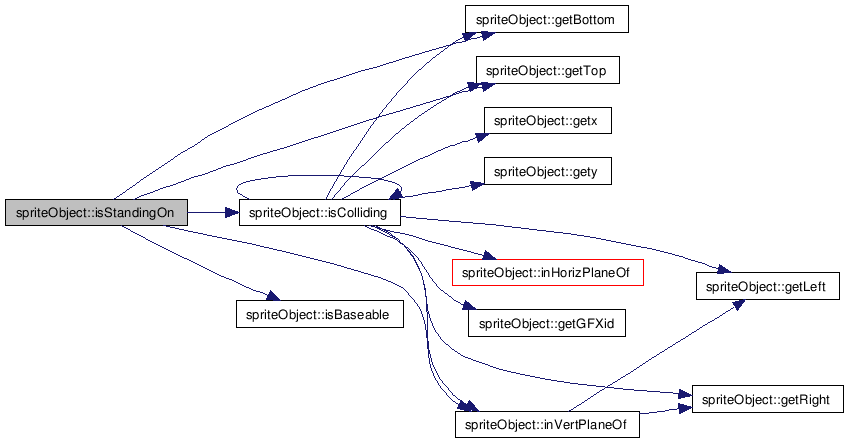 spriteObject::getBottom
spriteObject::getTop
spriteObject::getx
spriteObject::gety
spriteObject::isStandingOn
spriteObject::isColliding
spriteObject::inHorizPlaneOf
spriteObject::getLeft
spriteObject::isBaseable
spriteObject::getGFXid
spriteObject::getRight
spriteObject::inVertPlaneOf